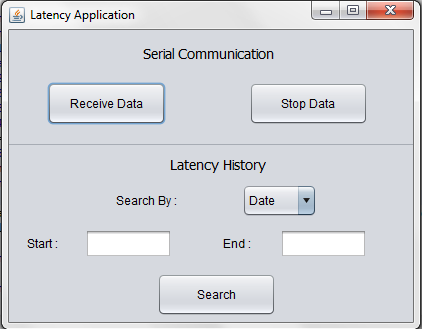 Latency Application
Serial Communication
Receive Data Stop Data
Latency History
Search By : Date
Start : End :
Search